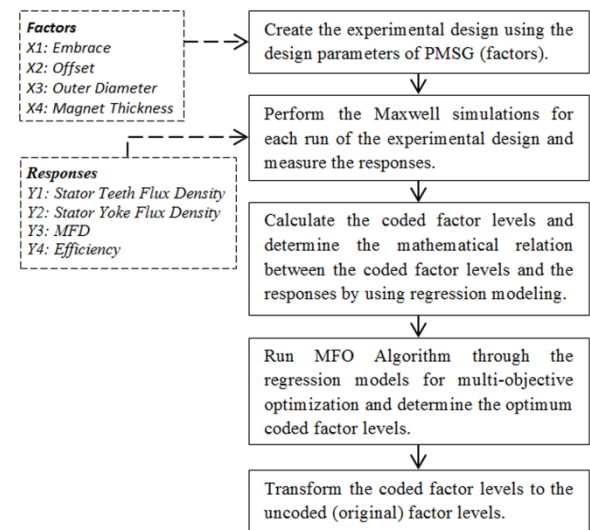 Factors
X1: Embrace
X2: Offset
X3: Outer Diameter
X4: Magnet Thickness
Create the experimental design using the
design parameters of PMSG (factors).
Perform the Maxwell simulations for
each run of the experimental design and
measure the responses.
Responses
Y1: Stator Teeth Flux Density
Y2: Stator Yoke Flux Density
Y3: MFD
Y4: Efficiency
Calculate the coded factor levels and
determine the mathematical relation
between the coded factor levels and the
responses by using regression modeling.
Run MFO Algorithm through the
regression models for multi-objective
optimization and determine the optimum
coded factor levels.
Transform the coded factor levels to the
uncoded (original) factor levels.